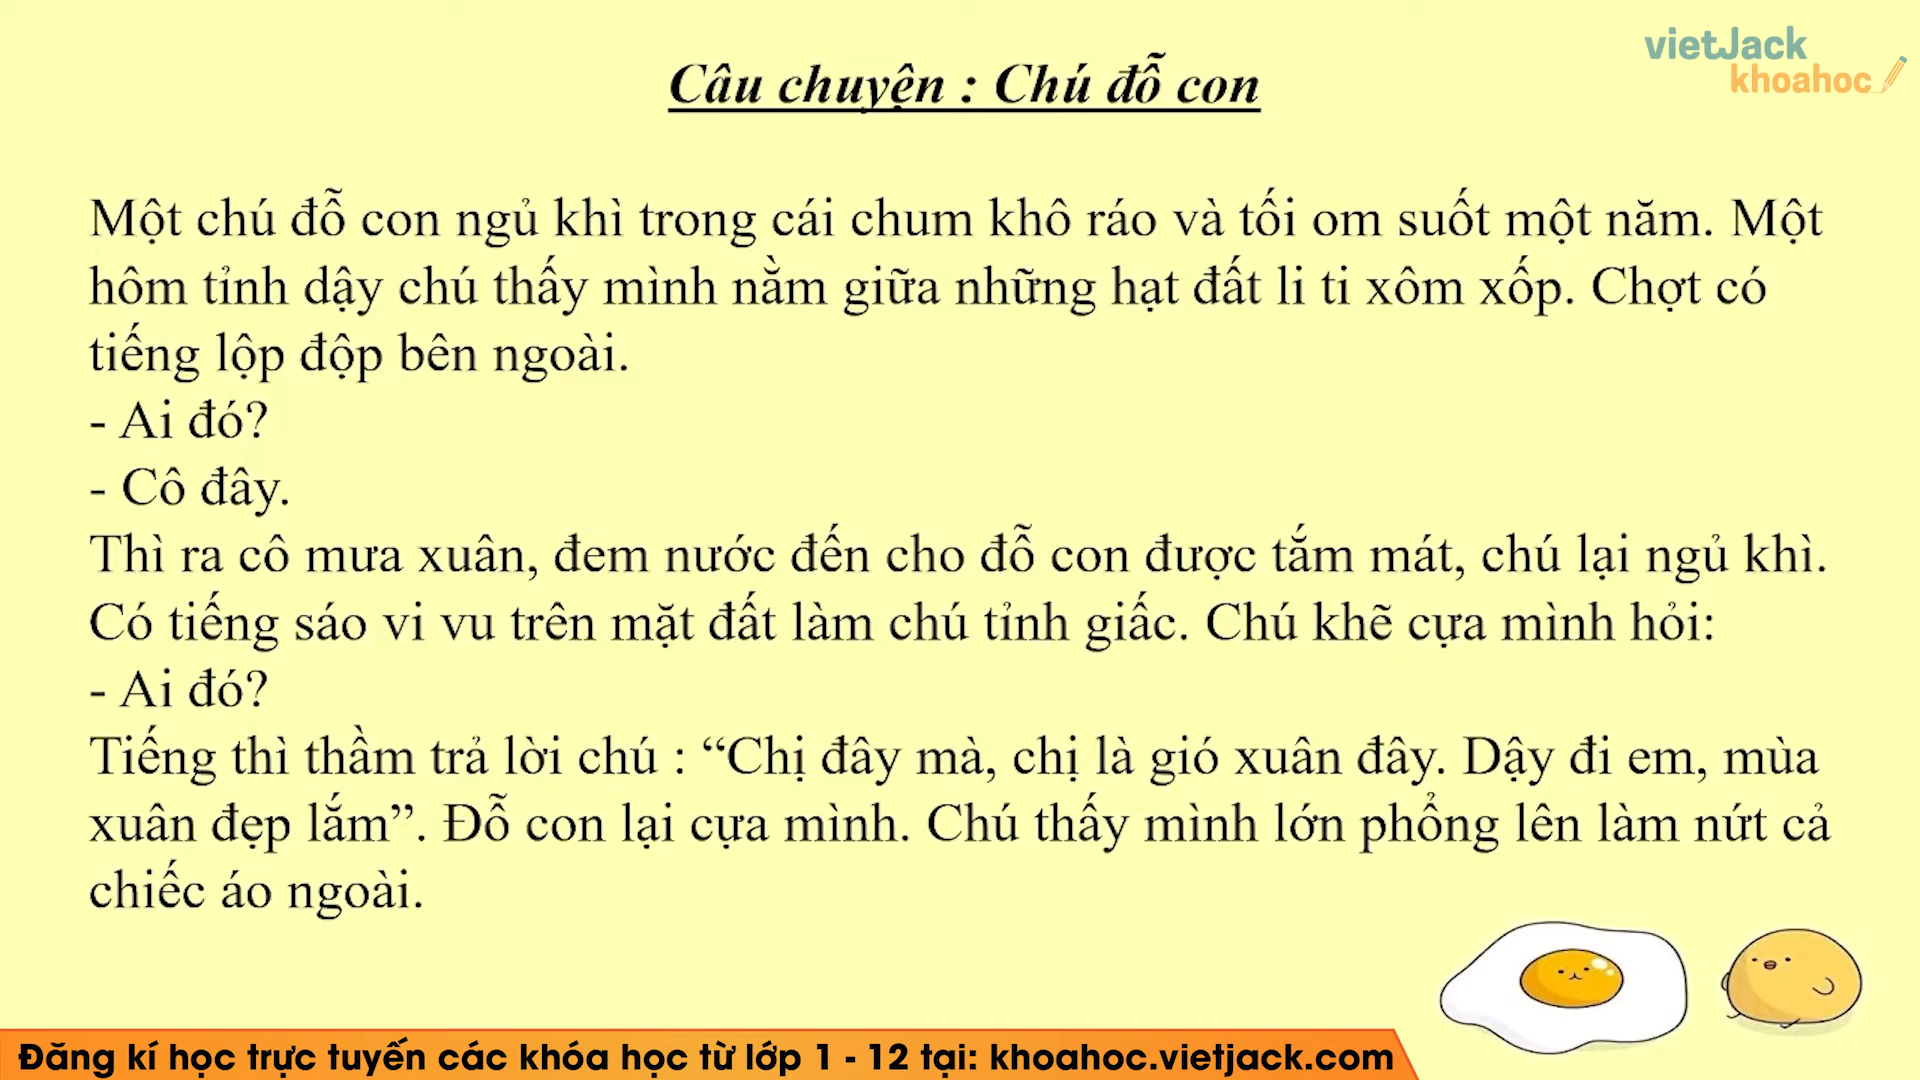 vietJack
khoahoc
Câu chuyện : Chú đỗ con
Một chú đỗ con ngủ khì trong cái chum khô ráo và tối om suốt một năm. Một
hôm tỉnh dậy chú thấy mình nằm giữa những hạt đất li ti xôm xốp. Chợt có
tiếng lộp độp bên ngoài.
- Ai đó?
- Cô đây.
Thì ra cô mưa xuân, đem nước đến cho đỗ con được tắm mát, chú lại ngủ khì.
Có tiếng sáo vi vu trên mặt đất làm chú tỉnh giấc. Chú khẽ cựa mình hỏi:
- Ai đó?
Tiếng thì thầm trả lời chú : “Chị đây mà, chị là gió xuân đây. Dậy đi em, mùa
xuân đẹp lắm”. Đỗ con lại cựa mình. Chú thấy mình lớn phổng lên làm nứt cả
chiếc áo ngoài.
Đăng kí học trực tuyến các khóa học từ lớp 1 - 12 tại: khoahoc.vietjack.com